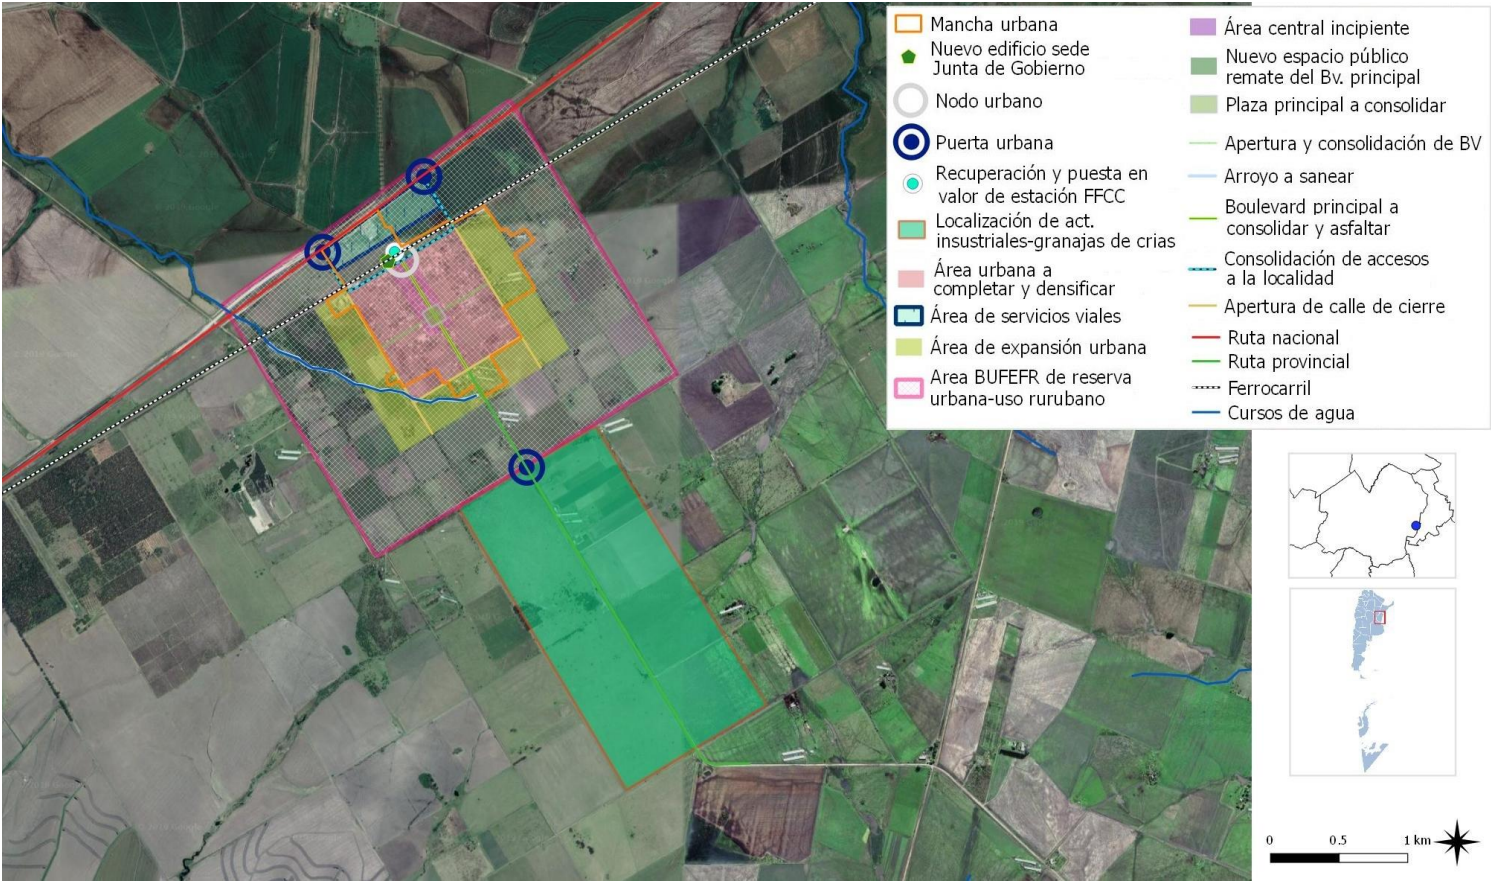 Mancha urbana
Nuevo edificio sede
Junta de Gobierno
Nodo urbano
Puerta urbana
Recuperación y puesta en
valor de estación FFCC
Localización de act.
insustriales-granajas de crias
Área urbana a
completar y densificar
Área de servicios viales
Área de expansión urbana
Area BUFEFR de reserva
urbana-uso rurubano
Área central incipiente
Nuevo espacio público
remate del Bv. principal
Plaza principal a consolidar
Apertura y consolidación de BV
Arroyo a sanear
Boulevard principal a
consolidar y asfaltar
Consolidación de accesos
a la localidad
Apertura de calle de cierre
Ruta nacional
Ruta provincial
Ferrocarril
Cursos de agua
0 0.5 1 km